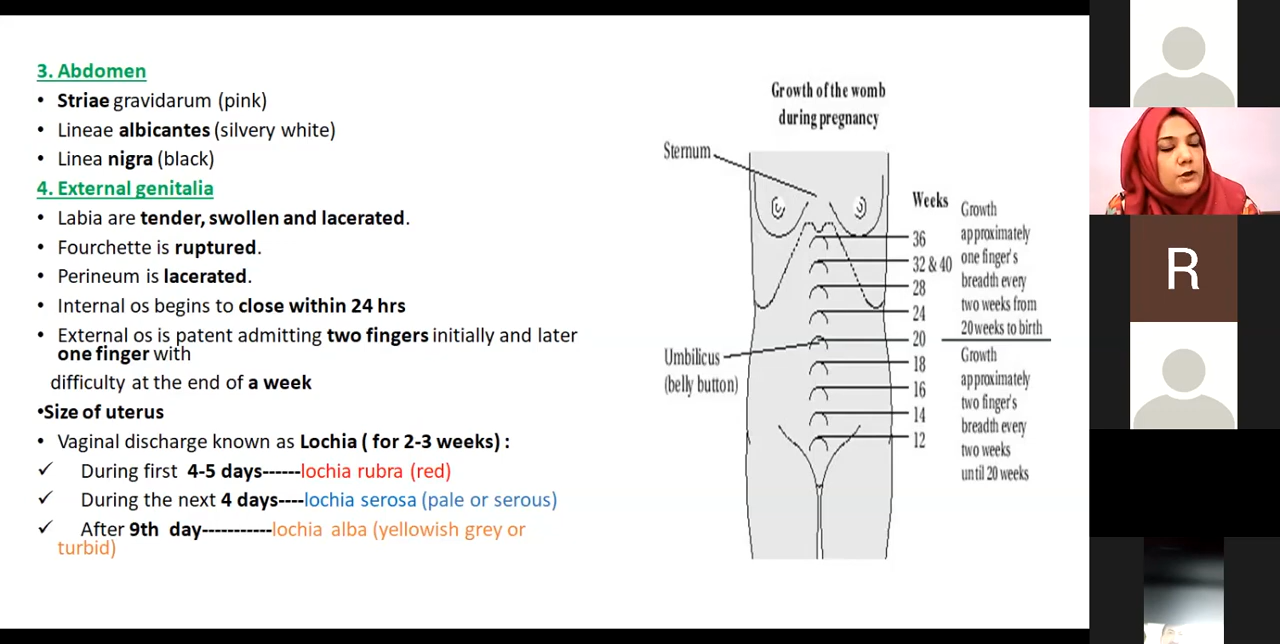 3. Abdomen
• Striae gravidarum (pink)
• Lineae albicantes (silvery white)
• Linea nigra (black)
4. External genitalia
• Labia are tender, swollen and lacerated.
• Fourchette is ruptured.
• Perineum is lacerated.
• Internal os begins to close within 24 hrs
• External os is patent admitting two fingers initially and later
one finger with
difficulty at the end of a week
•Size of uterus
• Vaginal discharge known as Lochia ( for 2-3 weeks) :
✓ During first 4-5 days------lochia rubra (red)
✓ During the next 4 days----lochia serosa (pale or serous)
✓ After 9th day-----------lochia alba (yellowish grey or
turbid)
Growth of the womb
during pregnancy
Sternum
Umbilicus
(belly button)
Weeks
36
32 & 40
28
24
20
18
16
14
12
Growth
approximately
one finger's
breadth every
two weeks from
20weeks to birth
Growth
approximately
two finger's
breadth every
two weeks
until 20 weeks
R